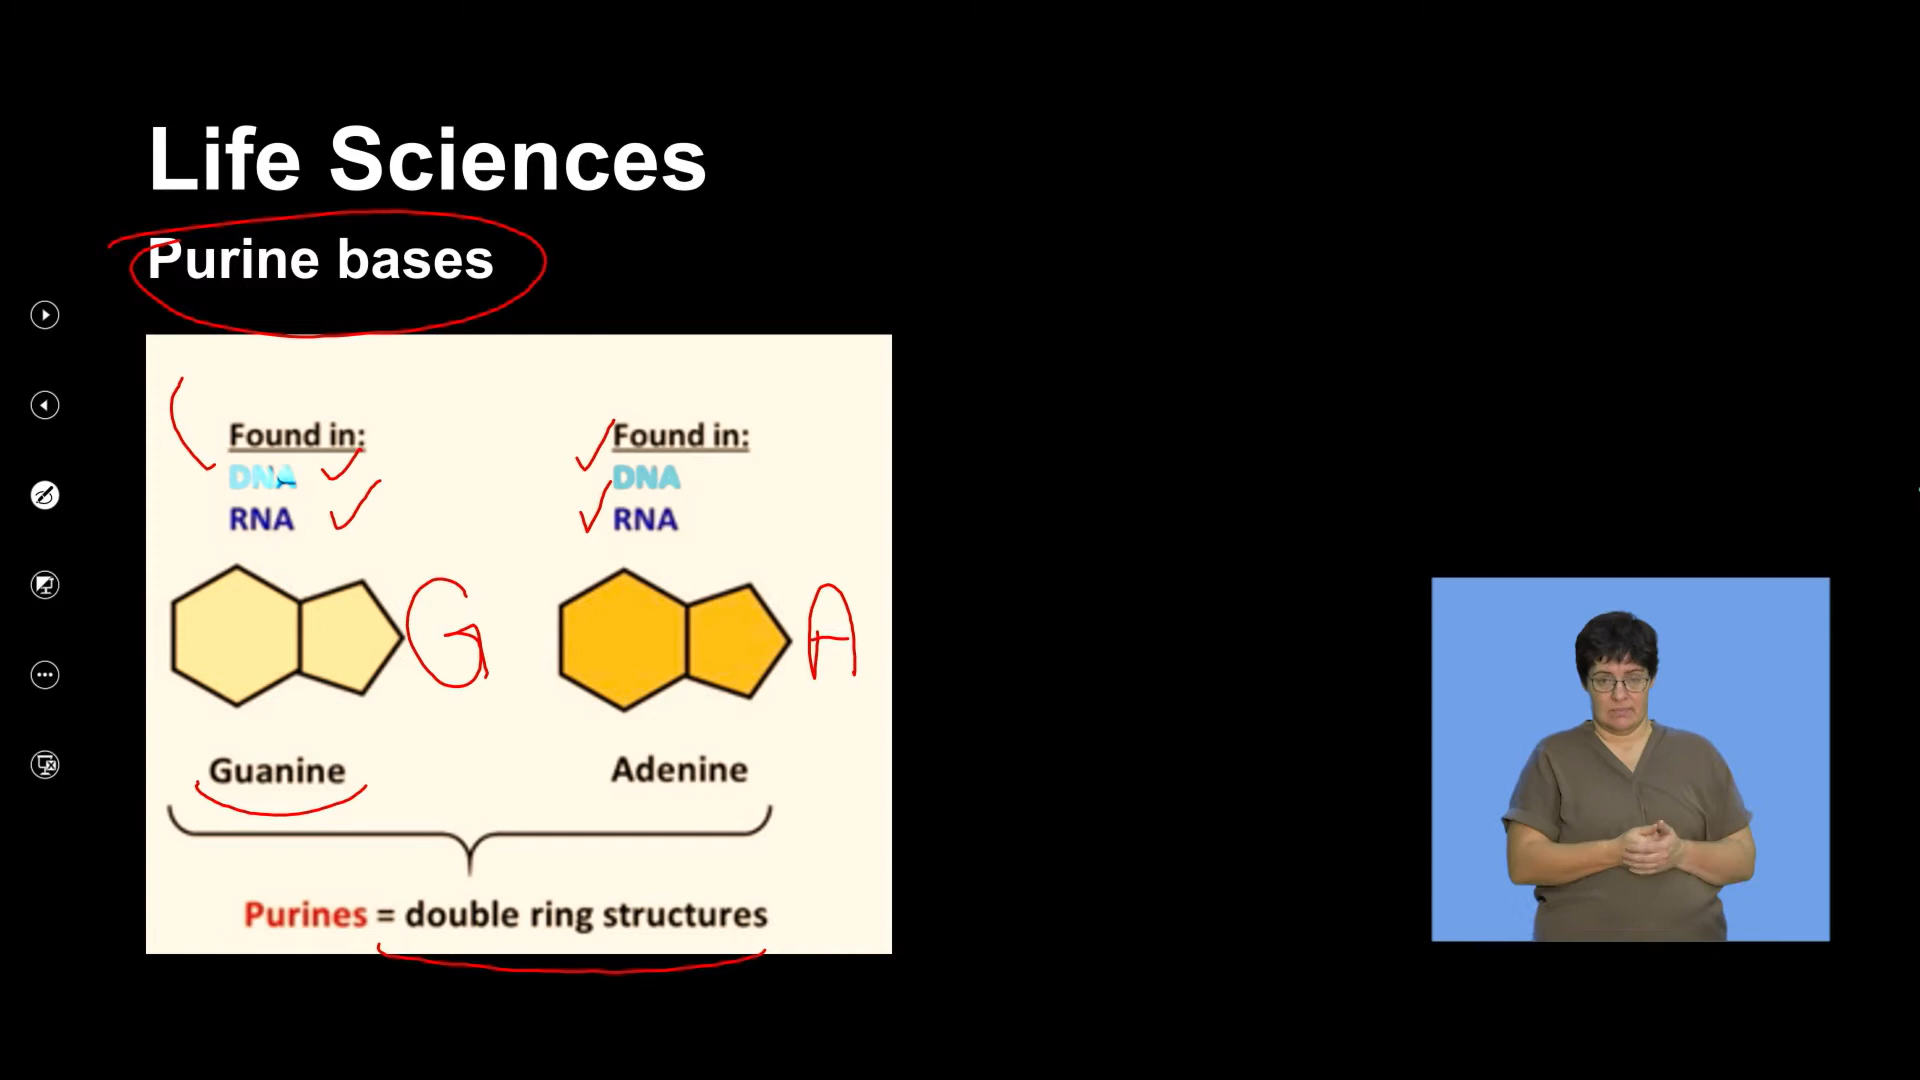 Life Sciences
Purine bases
Found in:
DNA
RNA
Found in:
DNA
RNA
G
A
Guanine
Adenine
Purines = double ring structures